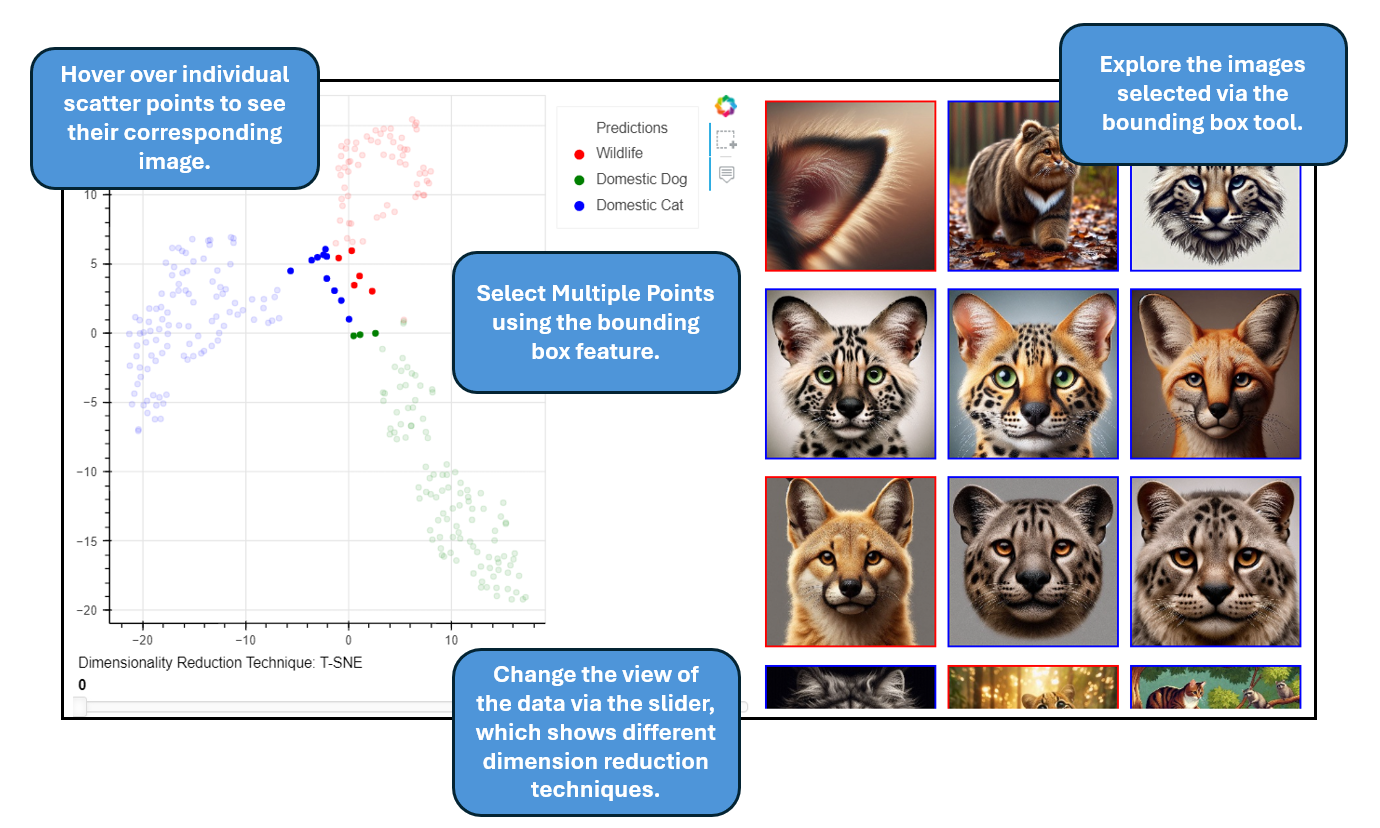 Hover over individual
scatter points to see
their corresponding
image.
Explore the images
selected via the
bounding box tool.
Predictions
Wildlife
Domestic Dog
Domestic Cat
Select Multiple Points
using the bounding
box feature.
10
5
0
−5
−10
−15
−20
−20
−10
0
10
Dimensionality Reduction Technique: T-SNE
0
Change the view of
the data via the slider,
which shows different
dimension reduction
techniques.